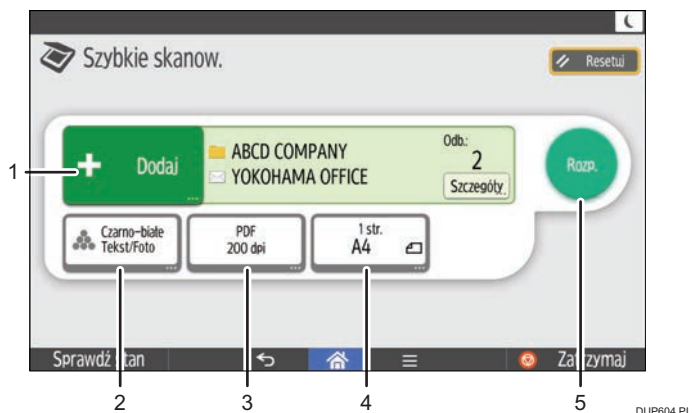 Szybkie skanow.
Resetuj
1
Dodaj
ABCD COMPANY
YOKOHAMA OFFICE
Odb.:
2
Szczegóły
Rozp.
Czarno-białe
Tekst/Foto
PDF
200 dpi
1 str.
A4
Sprawdź stan
Zatrzymaj
2
3
4
5